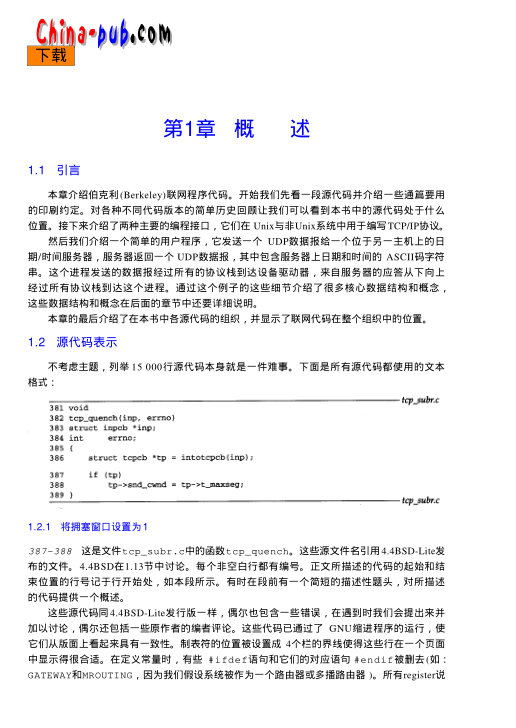 China-pub.com
下载
第1章 概 述
1.1 引言
本章介绍伯克利(Berkeley)联网程序代码。开始我们先看一段源代码并介绍一些通篇要用
的印刷约定。对各种不同代码版本的简单历史回顾让我们可以看到本书中的源代码处于什么
位置。接下来介绍了两种主要的编程接口，它们在 Unix与非Unix系统中用于编写TCP/IP协议。
然后我们介绍一个简单的用户程序，它发送一个 UDP数据报给一个位于另一主机上的日
期/时间服务器，服务器返回一个 UDP数据报，其中包含服务器上日期和时间的 ASCII码字符
串。这个进程发送的数据报经过所有的协议栈到达设备驱动器，来自服务器的应答从下向上
经过所有协议栈到达这个进程。通过这个例子的这些细节介绍了很多核心数据结构和概念，
这些数据结构和概念在后面的章节中还要详细说明。
本章的最后介绍了在本书中各源代码的组织，并显示了联网代码在整个组织中的位置。
1.2 源代码表示
不考虑主题，列举 15 000行源代码本身就是一件难事。下面是所有源代码都使用的文本
格式：
tcp_subr.c
381 void
382 tcp_quench(inp, errno)
383 struct inpcb *inp;
384 int errno;
385 {
386 struct tcpcb *tp = intotcpcb(inp);
387 if (tp)
388 tp->snd_cwnd = tp->t_maxseg;
389 }
tcp_subr.c
1.2.1 将拥塞窗口设置为1
387-388 这是文件tcp_subr.c中的函数tcp_quench。这些源文件名引用4.4BSD-Lite发
布的文件。4.4BSD在1.13节中讨论。每个非空白行都有编号。正文所描述的代码的起始和结
束位置的行号记于行开始处，如本段所示。有时在段前有一个简短的描述性题头，对所描述
的代码提供一个概述。
这些源代码同4.4BSD-Lite发行版一样，偶尔也包含一些错误，在遇到时我们会提出来并
加以讨论，偶尔还包括一些原作者的编者评论。这些代码已通过了 GNU缩进程序的运行，使
它们从版面上看起来具有一致性。制表符的位置被设置成 4个栏的界线使得这些行在一个页面
中显示得很合适。在定义常量时，有些 #ifdef语句和它们的对应语句 #endif被删去(如：
GATEWAY和MROUTING，因为我们假设系统被作为一个路由器或多播路由器 )。所有register说